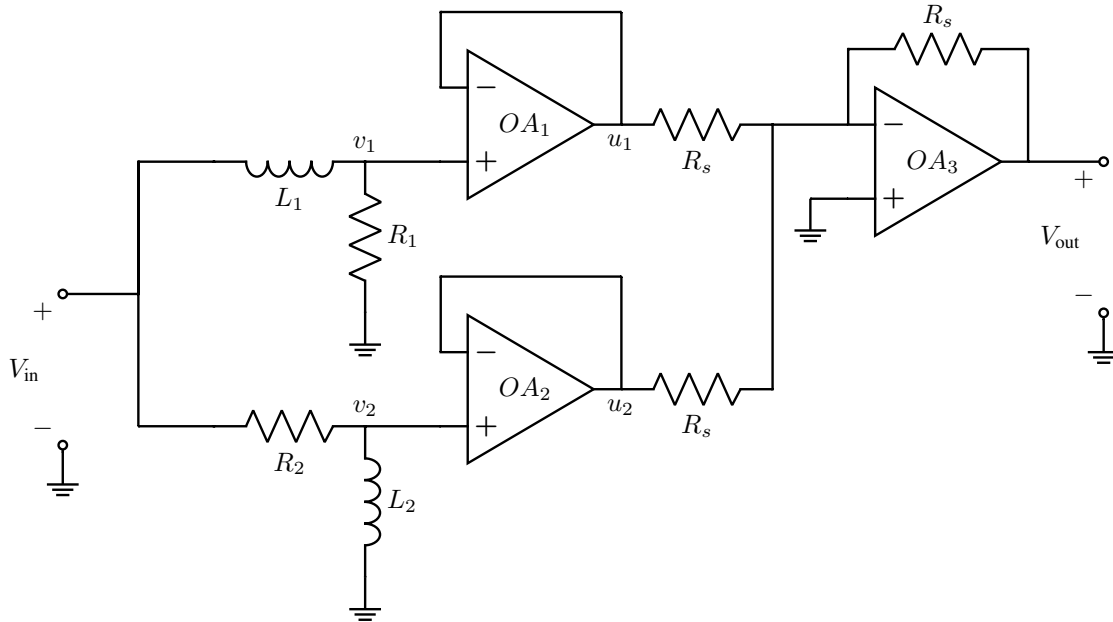 R_s
v_1
−
OA_1
+
u_1
R_s
−
OA_3
+
+
L_1
R_1
V_out
−
+
V_in
−
v_2
−
OA_2
+
u_2
R_s
R_2
L_2